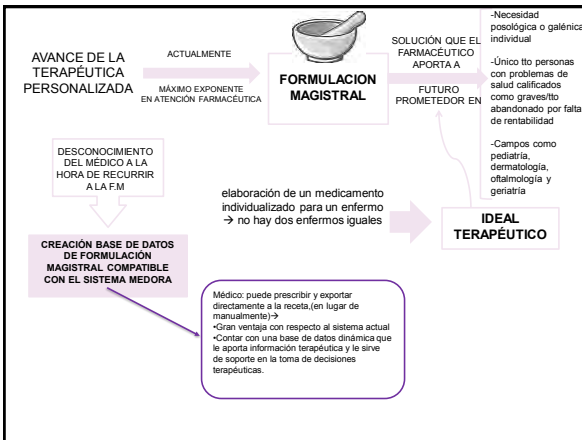 AVANCE DE LA
TERAPÉUTICA
PERSONALIZADA
ACTUALMENTE
MÁXIMO EXPONENTE
EN ATENCIÓN FARMACÉUTICA
FORMULACION
MAGISTRAL
SOLUCIÓN QUE EL
FARMACÉUTICO
APORTA A
FUTURO
PROMETEDOR EN
-Necesidad
posológica o galénica
individual
-Único tto personas
con problemas de
salud calificados
como graves/tto
abandonado por falta
de rentabilidad
-Campos como
pediatría,
dermatología,
oftalmología y
geriatría
DESCONOCIMIENTO
DEL MÉDICO A LA
HORA DE RECURRIR
A LA F.M
elaboración de un medicamento
individualizado para un enfermo
→ no hay dos enfermos iguales
IDEAL
TERAPÉUTICO
CREACIÓN BASE DE DATOS
DE FORMULACIÓN
MAGISTRAL COMPATIBLE
CON EL SISTEMA MEDORA
Médico: puede prescribir y exportar
directamente a la receta,(en lugar de
manualmente)→
•Gran ventaja con respecto al sistema actual
•Contar con una base de datos dinámica que
le aporta información terapéutica y le sirve
de soporte en la toma de decisiones
terapéuticas.